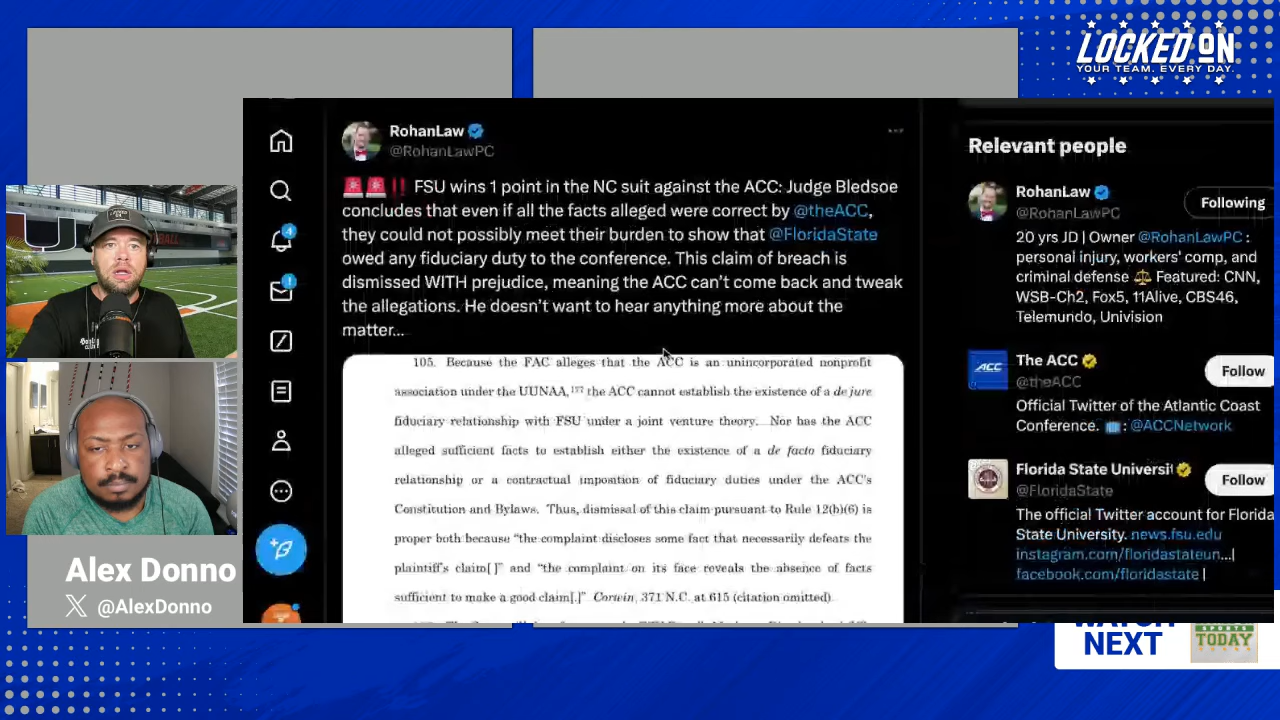 LOCKED ON
YOUR TEAM. EVERY DAY.
RohanLaw
@RohanLawPC
FSU wins 1 point in the NC suit against the ACC: Judge Bledsoe
concludes that even if all the facts alleged were correct by @theACC,
they could not possibly meet their burden to show that @FloridaState
owed any fiduciary duty to the conference. This claim of breach is
dismissed WITH prejudice, meaning the ACC can't come back and tweak
the allegations. He doesn't want to hear anything more about the
matter...
105. Because the FAC alleges that the ACC is an unincorporated nonprofit
association under the UUNAA,¹⁵⁷ the ACC cannot establish the existence of a de jure
fiduciary relationship with FSU under a joint venture theory. Nor has the ACC
alleged sufficient facts to establish either the existence of a de facto fiduciary
relationship or a contractual imposition of fiduciary duties under the ACC's
Constitution and Bylaws. Thus, dismissal of this claim pursuant to Rule 12(b)(6) is
proper both because "the complaint discloses some fact that necessarily defeats the
plaintiff's claim[ ]" and "the complaint on its face reveals the absence of facts
sufficient to make a good claim[.]" Corwin, 371 N.C. at 615 (citation omitted).
Relevant people
RohanLaw
@RohanLawPC
Following
20 yrs JD | Owner @RohanLawPC :
personal injury, workers' comp, and
criminal defense Featured: CNN,
WSB-Ch2, Fox5, 11Alive, CBS46,
Telemundo, Univision
The ACC
@theACC
Follow
Official Twitter of the Atlantic Coast
Conference. : @ACCNetwork
Florida State Universit
@FloridaState
Follow
The official Twitter account for Florida
State University. news.fsu.edu
instagram.com/floridastateun...|
facebook.com/floridastate |
4
ACC
U
Alex Donno
X @AlexDonno
WATCH
NEXT
TODAY